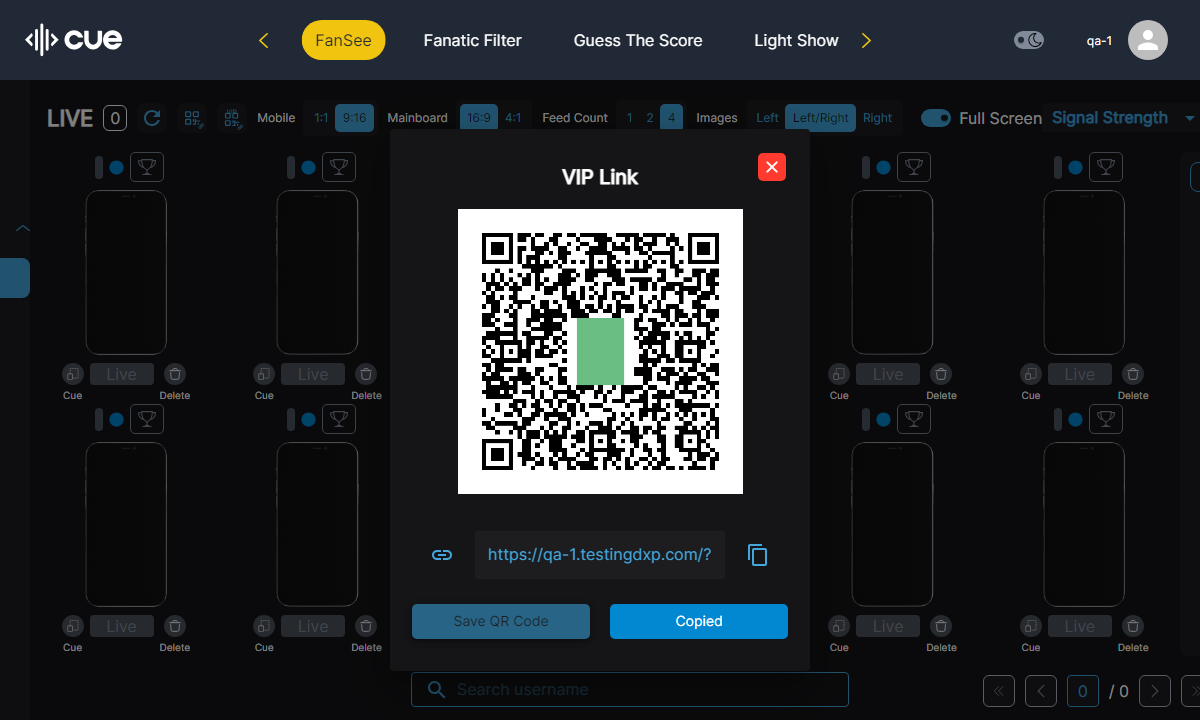 cue
FanSee
Fanatic Filter
Guess The Score
Light Show
qa-1
LIVE 0
Mobile 1:1 9:16
Mainboard 16:9 4:1
Feed Count 1 2 4
Images Left Left/Right Right
Full Screen
Signal Strength
VIP Link
Live Live Live Live
Cue Delete Cue Delete Cue Delete Cue Delete
https://qa-1.testingdxp.com/?
Save QR Code
Copied
Live Live Live Live
Cue Delete Cue Delete Cue Delete Cue Delete
Search username
0 / 0